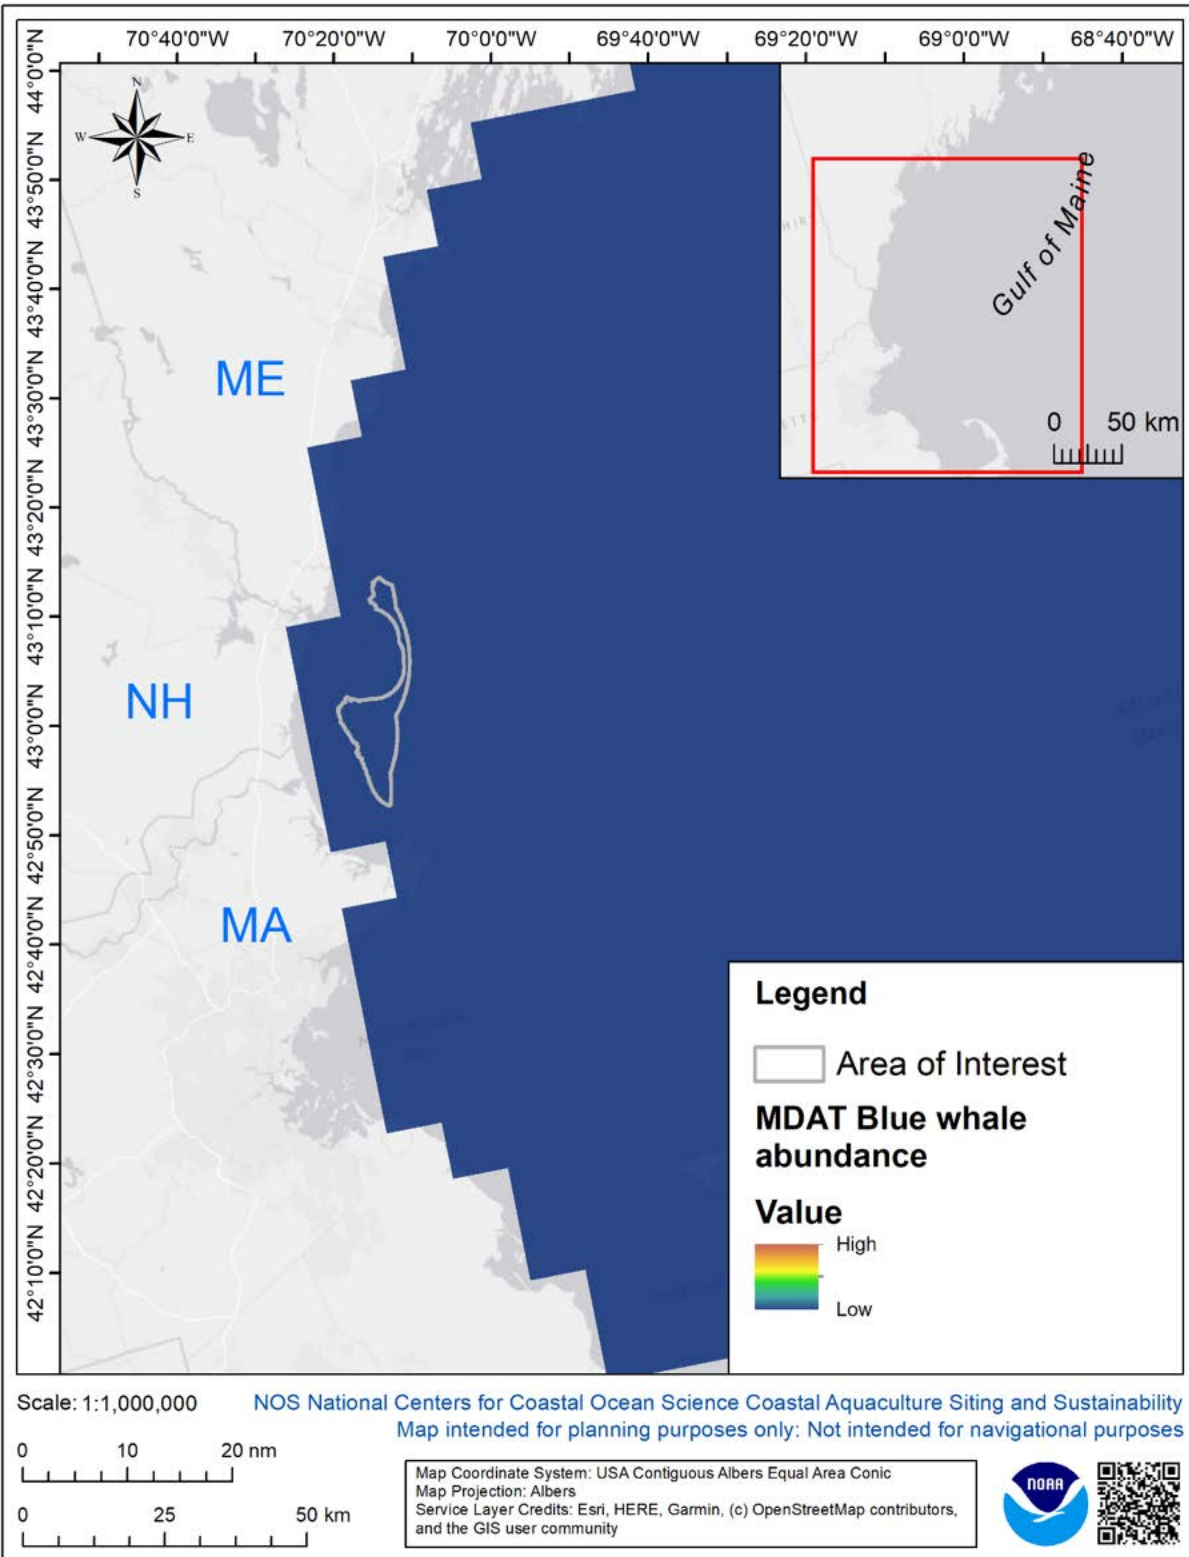 70°40'0"W 70°20'0"W 70°0'0"W 69°40'0"W 69°20'0"W 69°0'0"W 68°40'0"W
44°0'0"N
43°50'0"N
43°40'0"N
43°30'0"N
43°20'0"N
43°10'0"N
43°0'0"N
42°50'0"N
42°40'0"N
42°30'0"N
42°20'0"N
42°10'0"N
N
W E
S
Gulf of Maine
0 50 km
ME
NH
MA
Legend
Area of Interest
MDAT Blue whale
abundance
Value
High
Low
Scale: 1:1,000,000
NOS National Centers for Coastal Ocean Science Coastal Aquaculture Siting and Sustainability
Map intended for planning purposes only: Not intended for navigational purposes
0 10 20 nm
0 25 50 km
Map Coordinate System: USA Contiguous Albers Equal Area Conic
Map Projection: Albers
Service Layer Credits: Esri, HERE, Garmin, (c) OpenStreetMap contributors,
and the GIS user community
NOAA